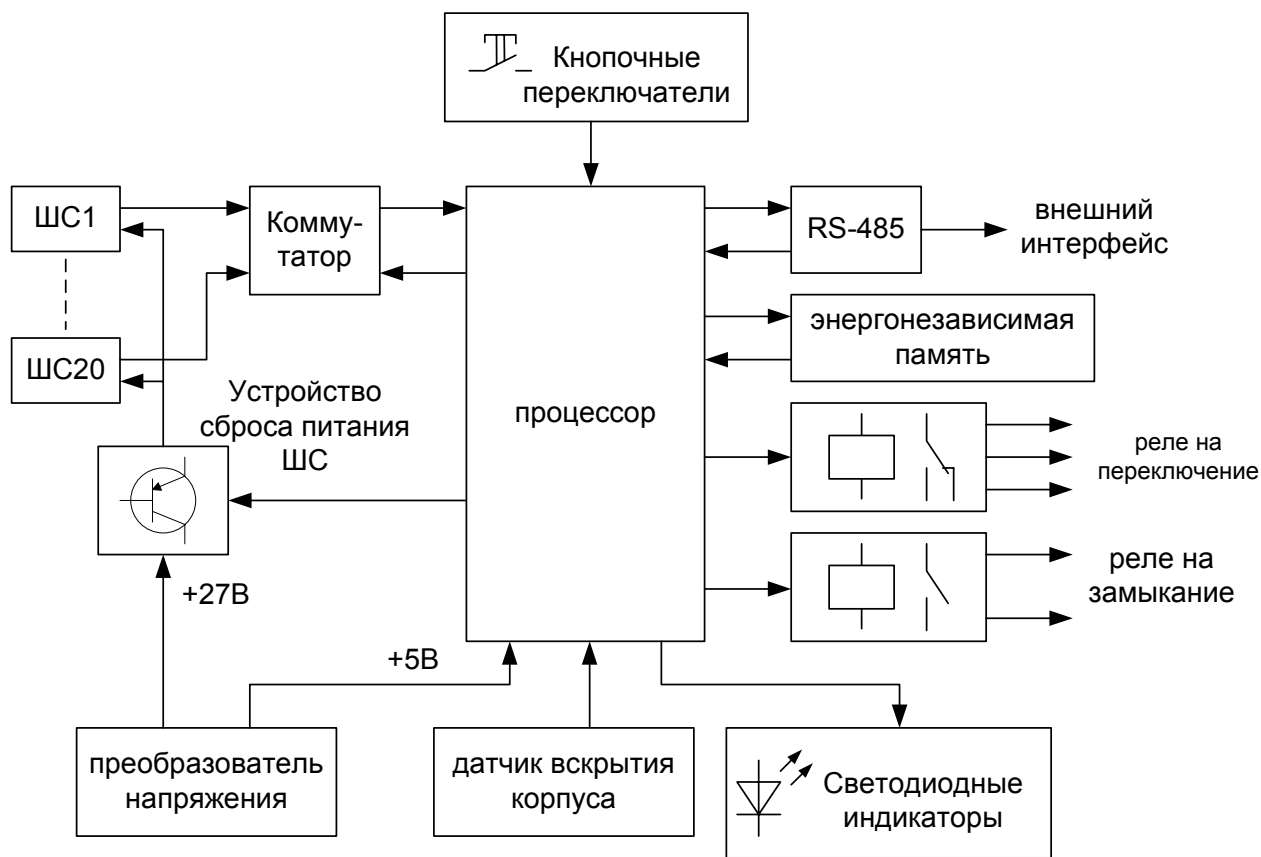 Кнопочные
переключатели
ШС1
Комму-
татор
RS-485
внешний
интерфейс
энергонезависимая
память
ШС20
Устройство
сброса питания
ШС
процессор
реле на
переключение
+27В
реле на
замыкание
+5В
преобразователь
напряжения
датчик вскрытия
корпуса
Светодиодные
индикаторы